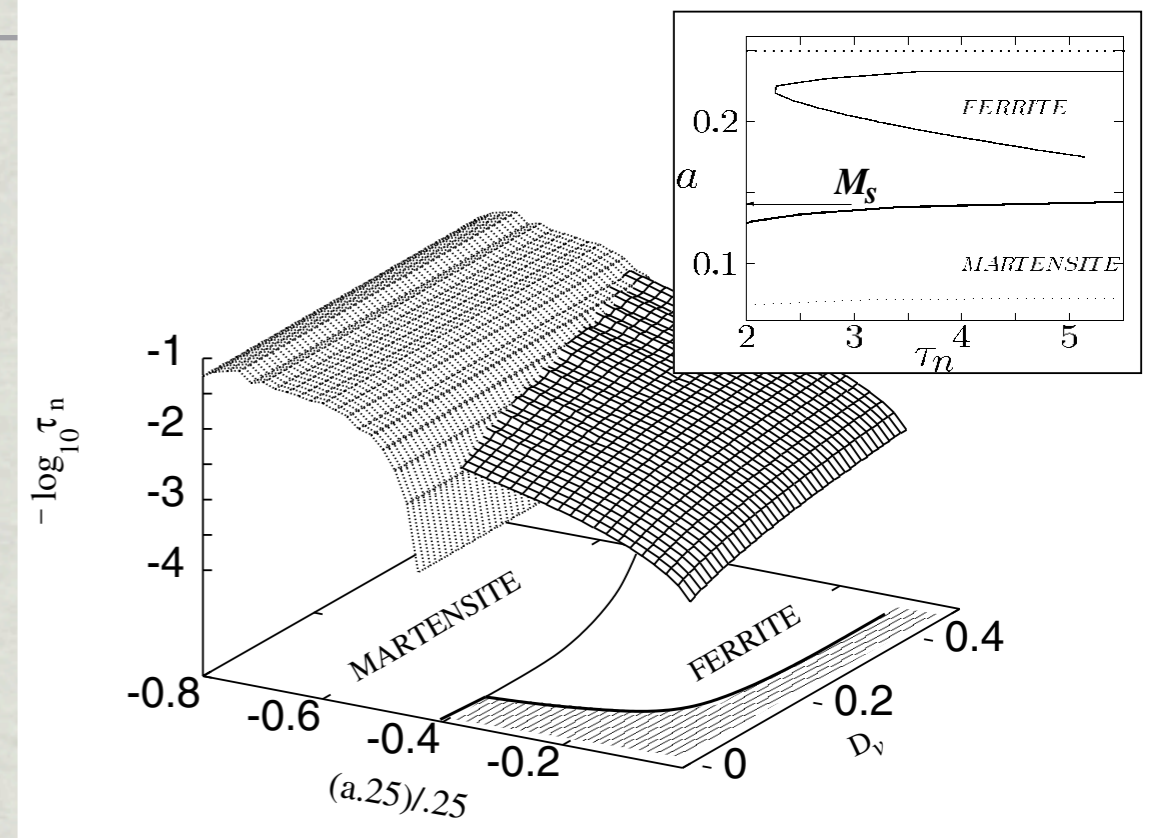 0.2
FERRITE
a
M_s
0.1
MARTENSITE
2 3 4 5
τ_n
-1
-2
-3
-4
− log_10 τ_n
MARTENSITE
FERRITE
-0.8
-0.6
-0.4
-0.2
(a.25)/.25
0.4
0.2
0
D_v